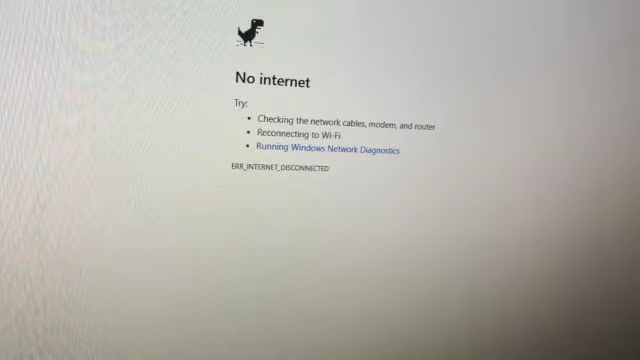 No internet
Try:
• Checking the network cables, modem, and router
• Reconnecting to Wi-Fi
• Running Windows Network Diagnostics
ERR_INTERNET_DISCONNECTED